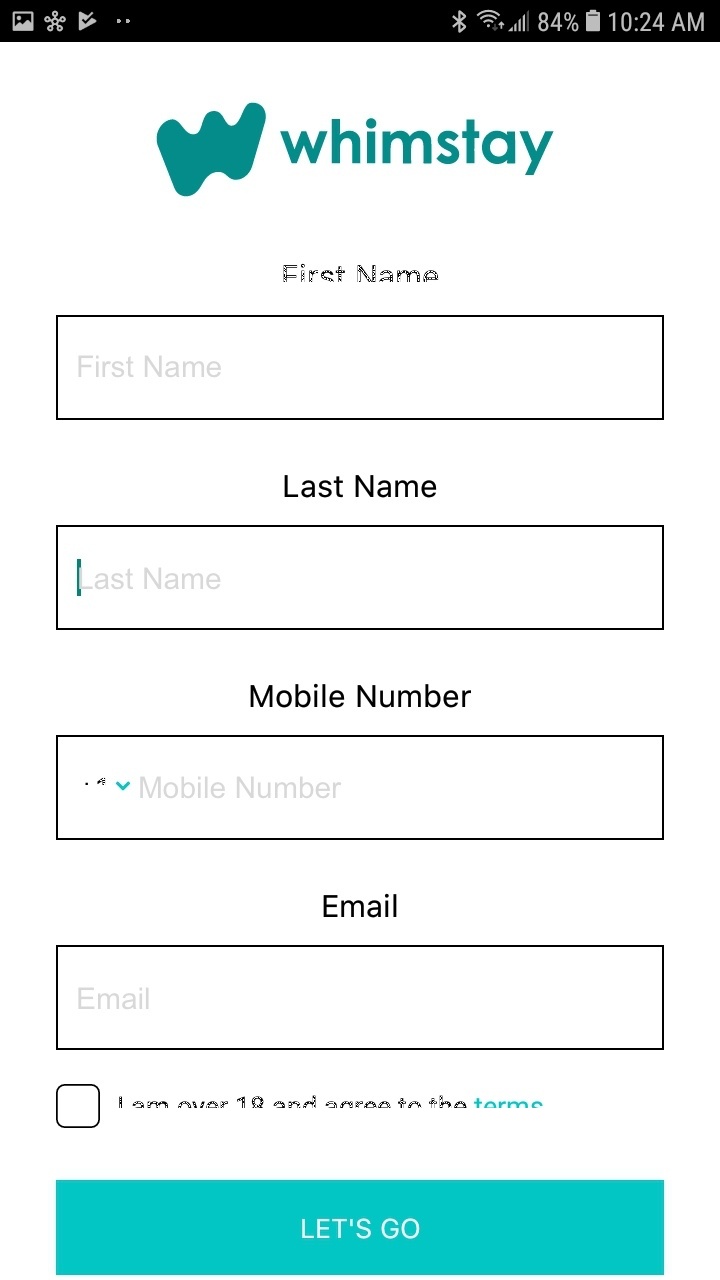 84% 10:24 AM
whimstay
First Name
First Name
Last Name
Last Name
Mobile Number
Mobile Number
Email
Email
I am over 18 and agree to the terms
LET'S GO